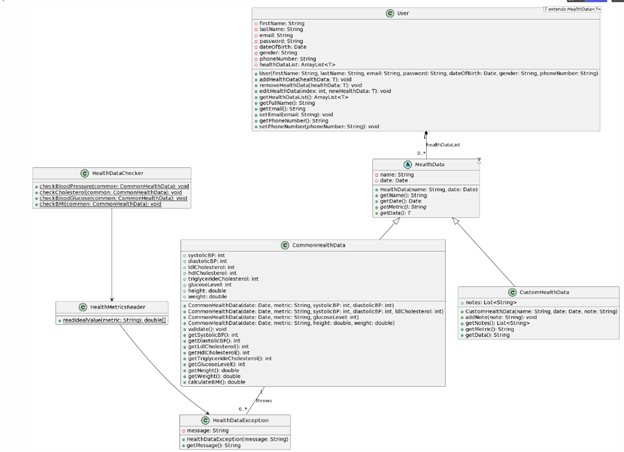 T extends HealthData<?>
C User
firstName: String
lastName: String
email: String
password: String
dateOfBirth: Date
gender: String
phoneNumber: String
healthDataList: ArrayList<T>
User(firstName: String, lastName: String, email: String, password: String, dateOfBirth: Date, gender: String, phoneNumber: String)
addHealthData(healthData: T): void
removeHealthData(healthData: T): void
editHealthData(index: int, newHealthData: T): void
getHealthDataList(): ArrayList<T>
getFullName(): String
getEmail(): String
setEmail(email: String): void
getPhoneNumber(): String
setPhoneNumber(phoneNumber: String): void
1
healthDataList
0..*
T
A HealthData
name: String
date: Date
HealthData(name: String, date: Date)
getName(): String
getDate(): Date
getMetric(): String
getData(): T
C HealthDataChecker
checkBloodPressure(common: CommonHealthData): void
checkCholesterol(common: CommonHealthData): void
checkBloodGlucose(common: CommonHealthData): void
checkBMI(common: CommonHealthData): void
C CommonHealthData
systolicBP: int
diastolicBP: int
ldlCholesterol: int
hdlCholesterol: int
triglycerideCholesterol: int
glucoseLevel: int
height: double
weight: double
CommonHealthData(date: Date, metric: String, systolicBP: int, diastolicBP: int)
CommonHealthData(date: Date, metric: String, systolicBP: int, diastolicBP: int, ldlCholesterol: int)
CommonHealthData(date: Date, metric: String, glucoseLevel: int)
CommonHealthData(date: Date, metric: String, height: double, weight: double)
validate(): void
getSystolicBP(): int
getDiastolicBP(): int
getLdlCholesterol(): int
getHdlCholesterol(): int
getTriglycerideCholesterol(): int
getGlucoseLevel(): int
getHeight(): double
getWeight(): double
calculateBMI(): double
C CustomHealthData
notes: List<String>
CustomHealthData(name: String, date: Date, note: String)
addNote(note: String): void
getNotes(): List<String>
getMetric(): String
getData(): String
C HealthMetricsReader
readIdealValue(metric: String): double[]
1
throws
0..*
C HealthDataException
message: String
HealthDataException(message: String)
getMessage(): String